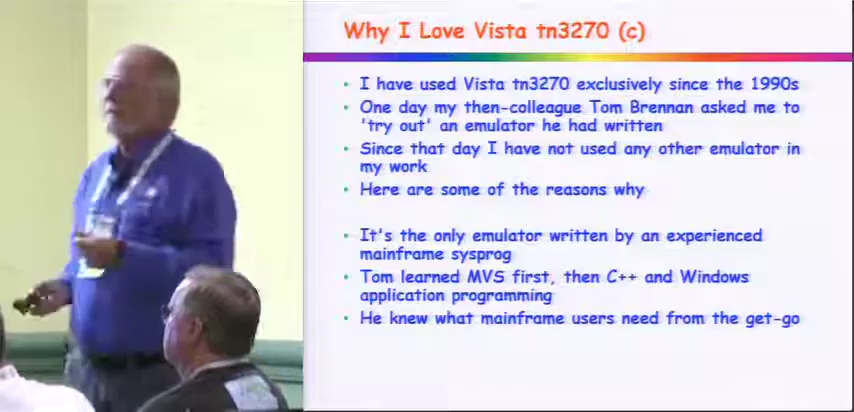 Why I Love Vista tn3270 (c)
I have used Vista tn3270 exclusively since the 1990s
One day my then-colleague Tom Brennan asked me to
'try out' an emulator he had written
Since that day I have not used any other emulator in
my work
Here are some of the reasons why
It's the only emulator written by an experienced
mainframe sysprog
Tom learned MVS first, then C++ and Windows
application programming
He knew what mainframe users need from the get-go